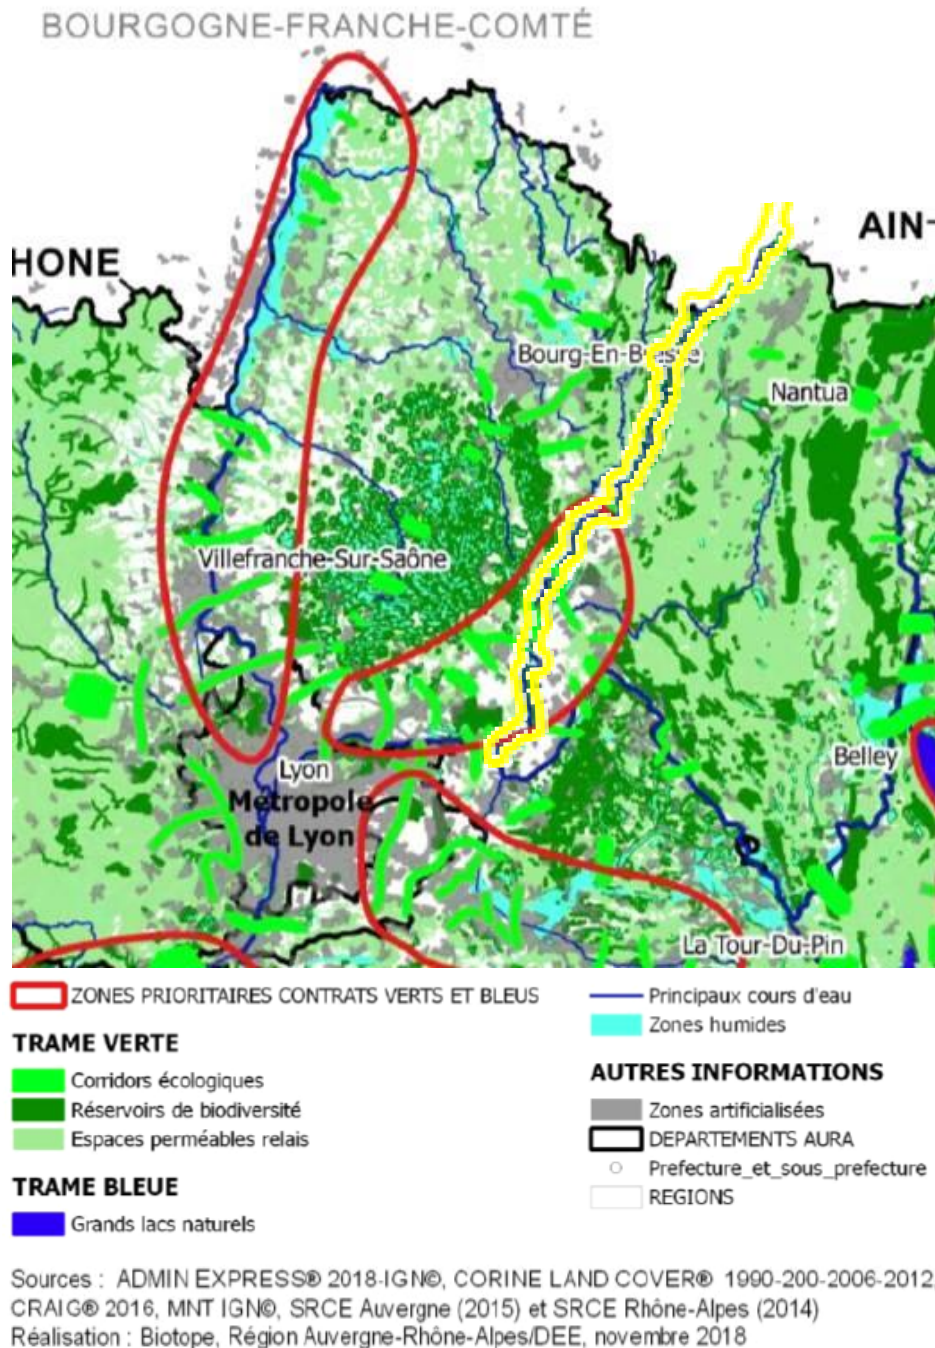 BOURGOGNE-FRANCHE-COMTÉ
AIN-
HONE
Bourg-En-Bresse
Nantua
Villefranche-Sur-Saône
Belley
Lyon
Métropole
de Lyon
La Tour-Du-Pin
ZONES PRIORITAIRES CONTRATS VERTS ET BLEUS
TRAME VERTE
Corridors écologiques
Réservoirs de biodiversité
Espaces perméables relais
TRAME BLEUE
Grands lacs naturels
Principaux cours d'eau
Zones humides
AUTRES INFORMATIONS
Zones artificialisées
DEPARTEMENTS AURA
Prefecture_et_sous_prefecture
REGIONS
Sources : ADMIN EXPRESS® 2018-IGN©, CORINE LAND COVER® 1990-200-2006-2012
CRAIG® 2016, MNT IGN©, SRCE Auvergne (2015) et SRCE Rhône-Alpes (2014)
Réalisation : Biotope, Région Auvergne-Rhône-Alpes/DEE, novembre 2018